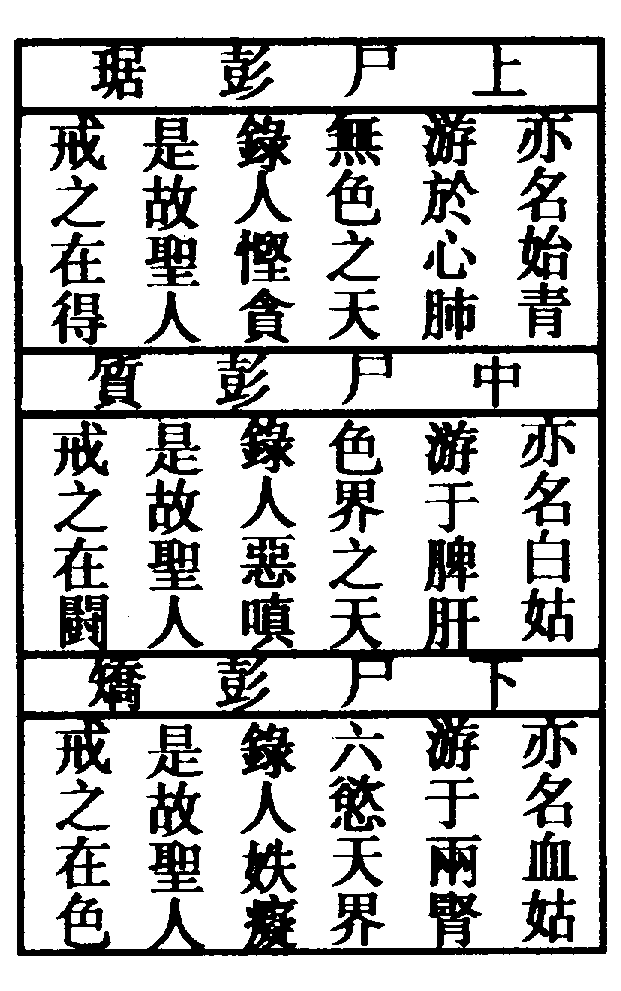 上尸彭琚
亦名始青
游於心肺
無色之天
錄人慳貪
是故聖人
戒之在得
中尸彭質
亦名白姑
游于脾肝
色界之天
錄人惡嗔
是故聖人
戒之在鬪
下尸彭矯
亦名血姑
游于兩腎
六慾天界
錄人妷癡
是故聖人
戒之在色